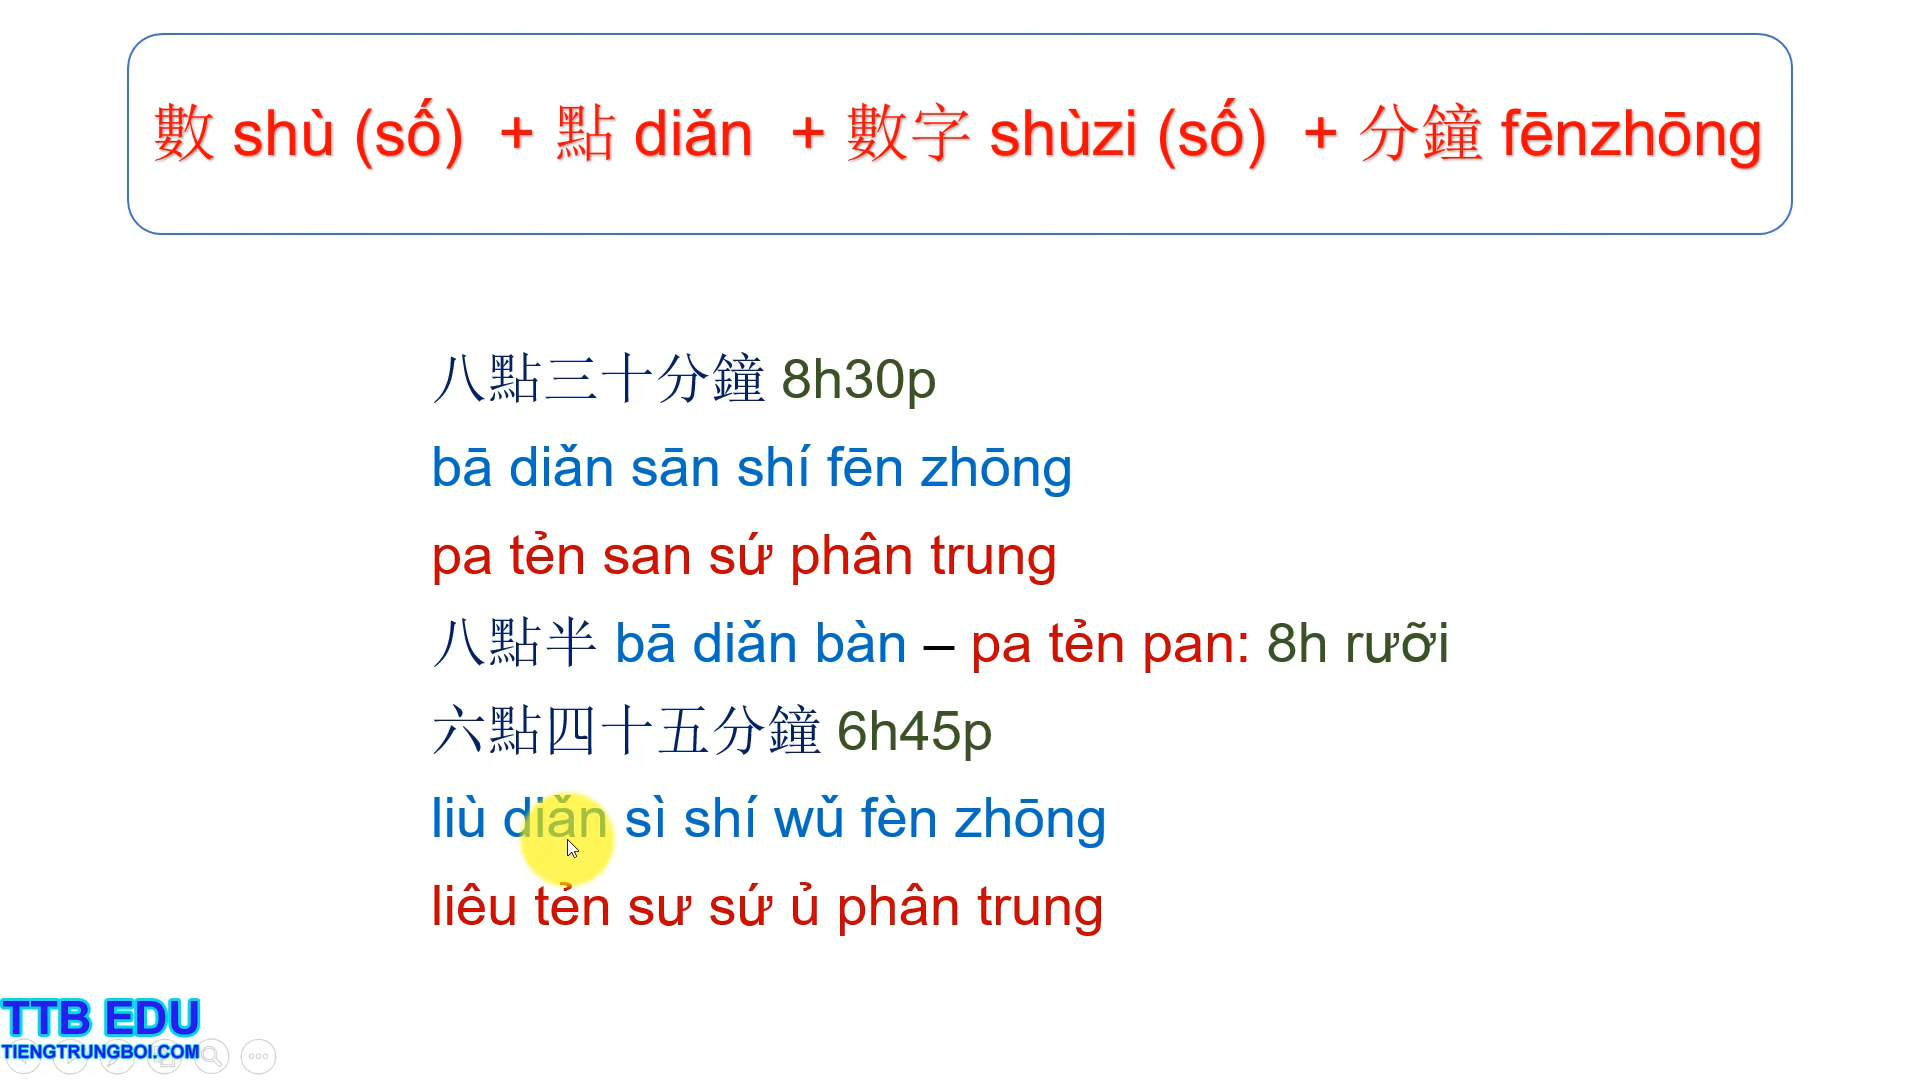 數 shù (số) + 點 diǎn + 數字 shùzi (số) + 分鐘 fēnzhōng
八點三十分鐘 8h30p
bā diǎn sān shí fēn zhōng
pa tẻn san sứ phân trung
八點半 bā diǎn bàn – pa tẻn pan: 8h rưỡi
六點四十五分鐘 6h45p
liù diǎn sì shí wǔ fèn zhōng
liêu tẻn sư sứ ủ phân trung
TTB EDU
TIENGTRUNGBOI.COM